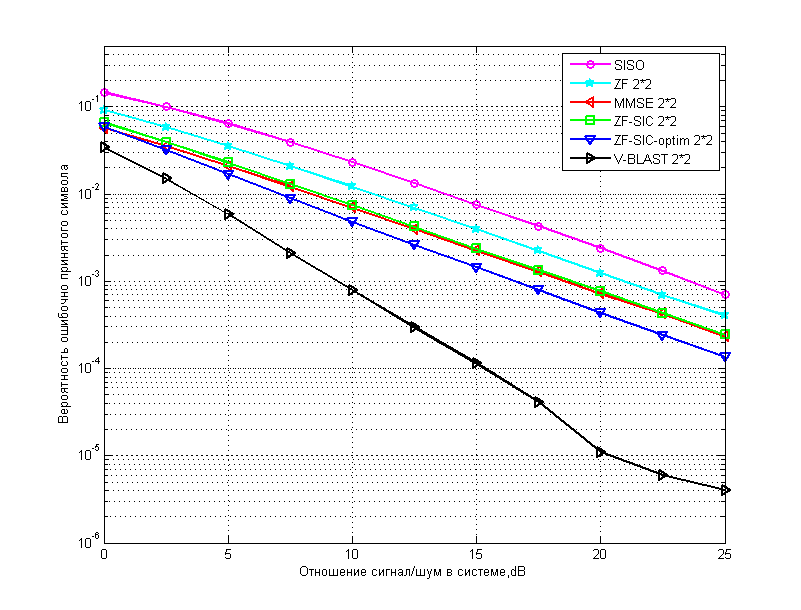 SISO
ZF 2*2
MMSE 2*2
ZF-SIC 2*2
ZF-SIC-optim 2*2
V-BLAST 2*2
Вероятность ошибочно принятого символа
10^-1
10^-2
10^-3
10^-4
10^-5
10^-6
0 5 10 15 20 25
Отношение сигнал/шум в системе,dB